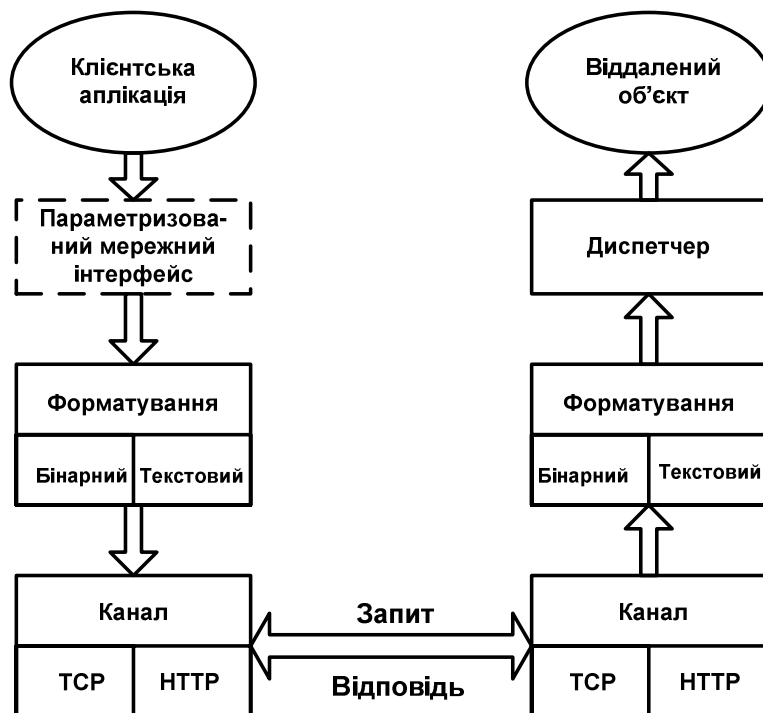 Клієнтська
аплікація
Параметризова-
ний мережний
інтерфейс
Форматування
Бінарний Текстовий
Канал
TCP HTTP
Запит
Відповідь
Віддалений
об’єкт
Диспетчер
Форматування
Бінарний Текстовий
Канал
TCP HTTP